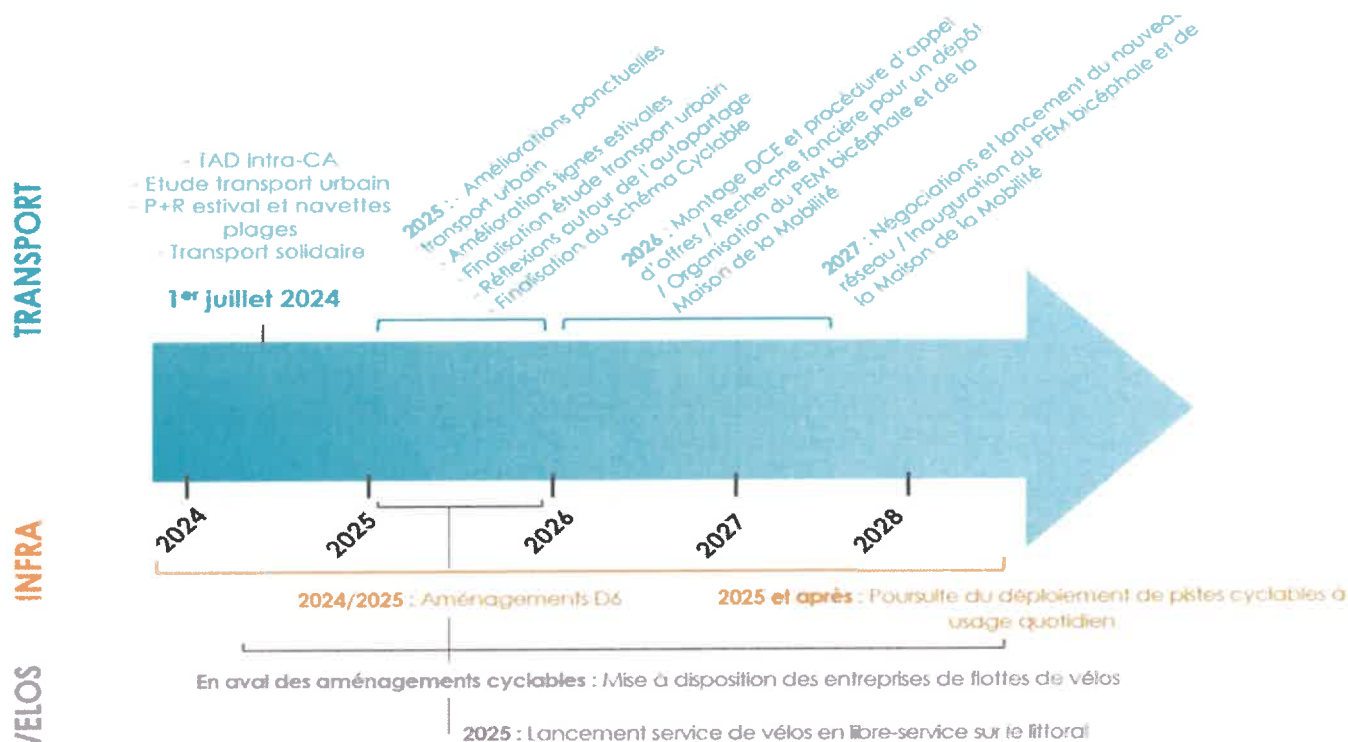 TRANSPORT
- TAD intra-CA
- Etude transport urbain
- P+R estival et navettes
plages
- Transport solidaire
1er juillet 2024
2025 : - Améliorations ponctuelles
transport urbain
- Améliorations lignes estivales
- Finalisation étude transport urbain
- Réflexions autour de l'autopartage
- Finalisation du Schéma Cyclable
2026 : Montage DCE et procédure d'appel
d'offres / Recherche foncière pour un dépôt
/ Organisation du PEM bicéphale et de la
Maison de la Mobilité
2027 : Négociations et lancement du nouveau
réseau / Inauguration du PEM bicéphale et de
la Maison de la Mobilité
2024
2025
2026
2027
2028
INFRA
2024/2025 : Aménagements D6
2025 et après : Poursuite du déploiement de pistes cyclables à
usage quotidien
VELOS
En aval des aménagements cyclables : Mise à disposition des entreprises de flottes de vélos
2025 : Lancement service de vélos en libre-service sur le littoral